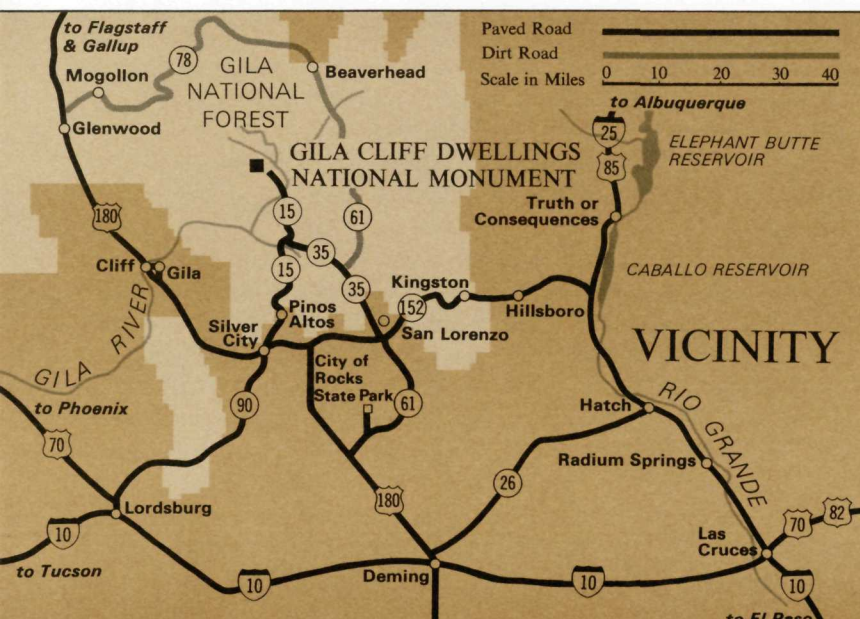 to Flagstaff
& Gallup
78
Mogollon
GILA
NATIONAL
FOREST
Beaverhead
Glenwood
Paved Road
Dirt Road
Scale in Miles
0 10 20 30 40
to Albuquerque
25
85
ELEPHANT BUTTE
RESERVOIR
GILA CLIFF DWELLINGS
NATIONAL MONUMENT
180
15
61
Truth or
Consequences
35
Cliff
Gila
15
35
Kingston
CABALLO RESERVOIR
152
Hillsboro
Pinos
Altos
Silver
City
San Lorenzo
VICINITY
GILA RIVER
City of
Rocks
State Park
61
90
to Phoenix
70
Hatch
RIO GRANDE
Radium Springs
26
180
Lordsburg
10
to Tucson
10
Deming
10
Las
Cruces
70
82
10
to El Paso